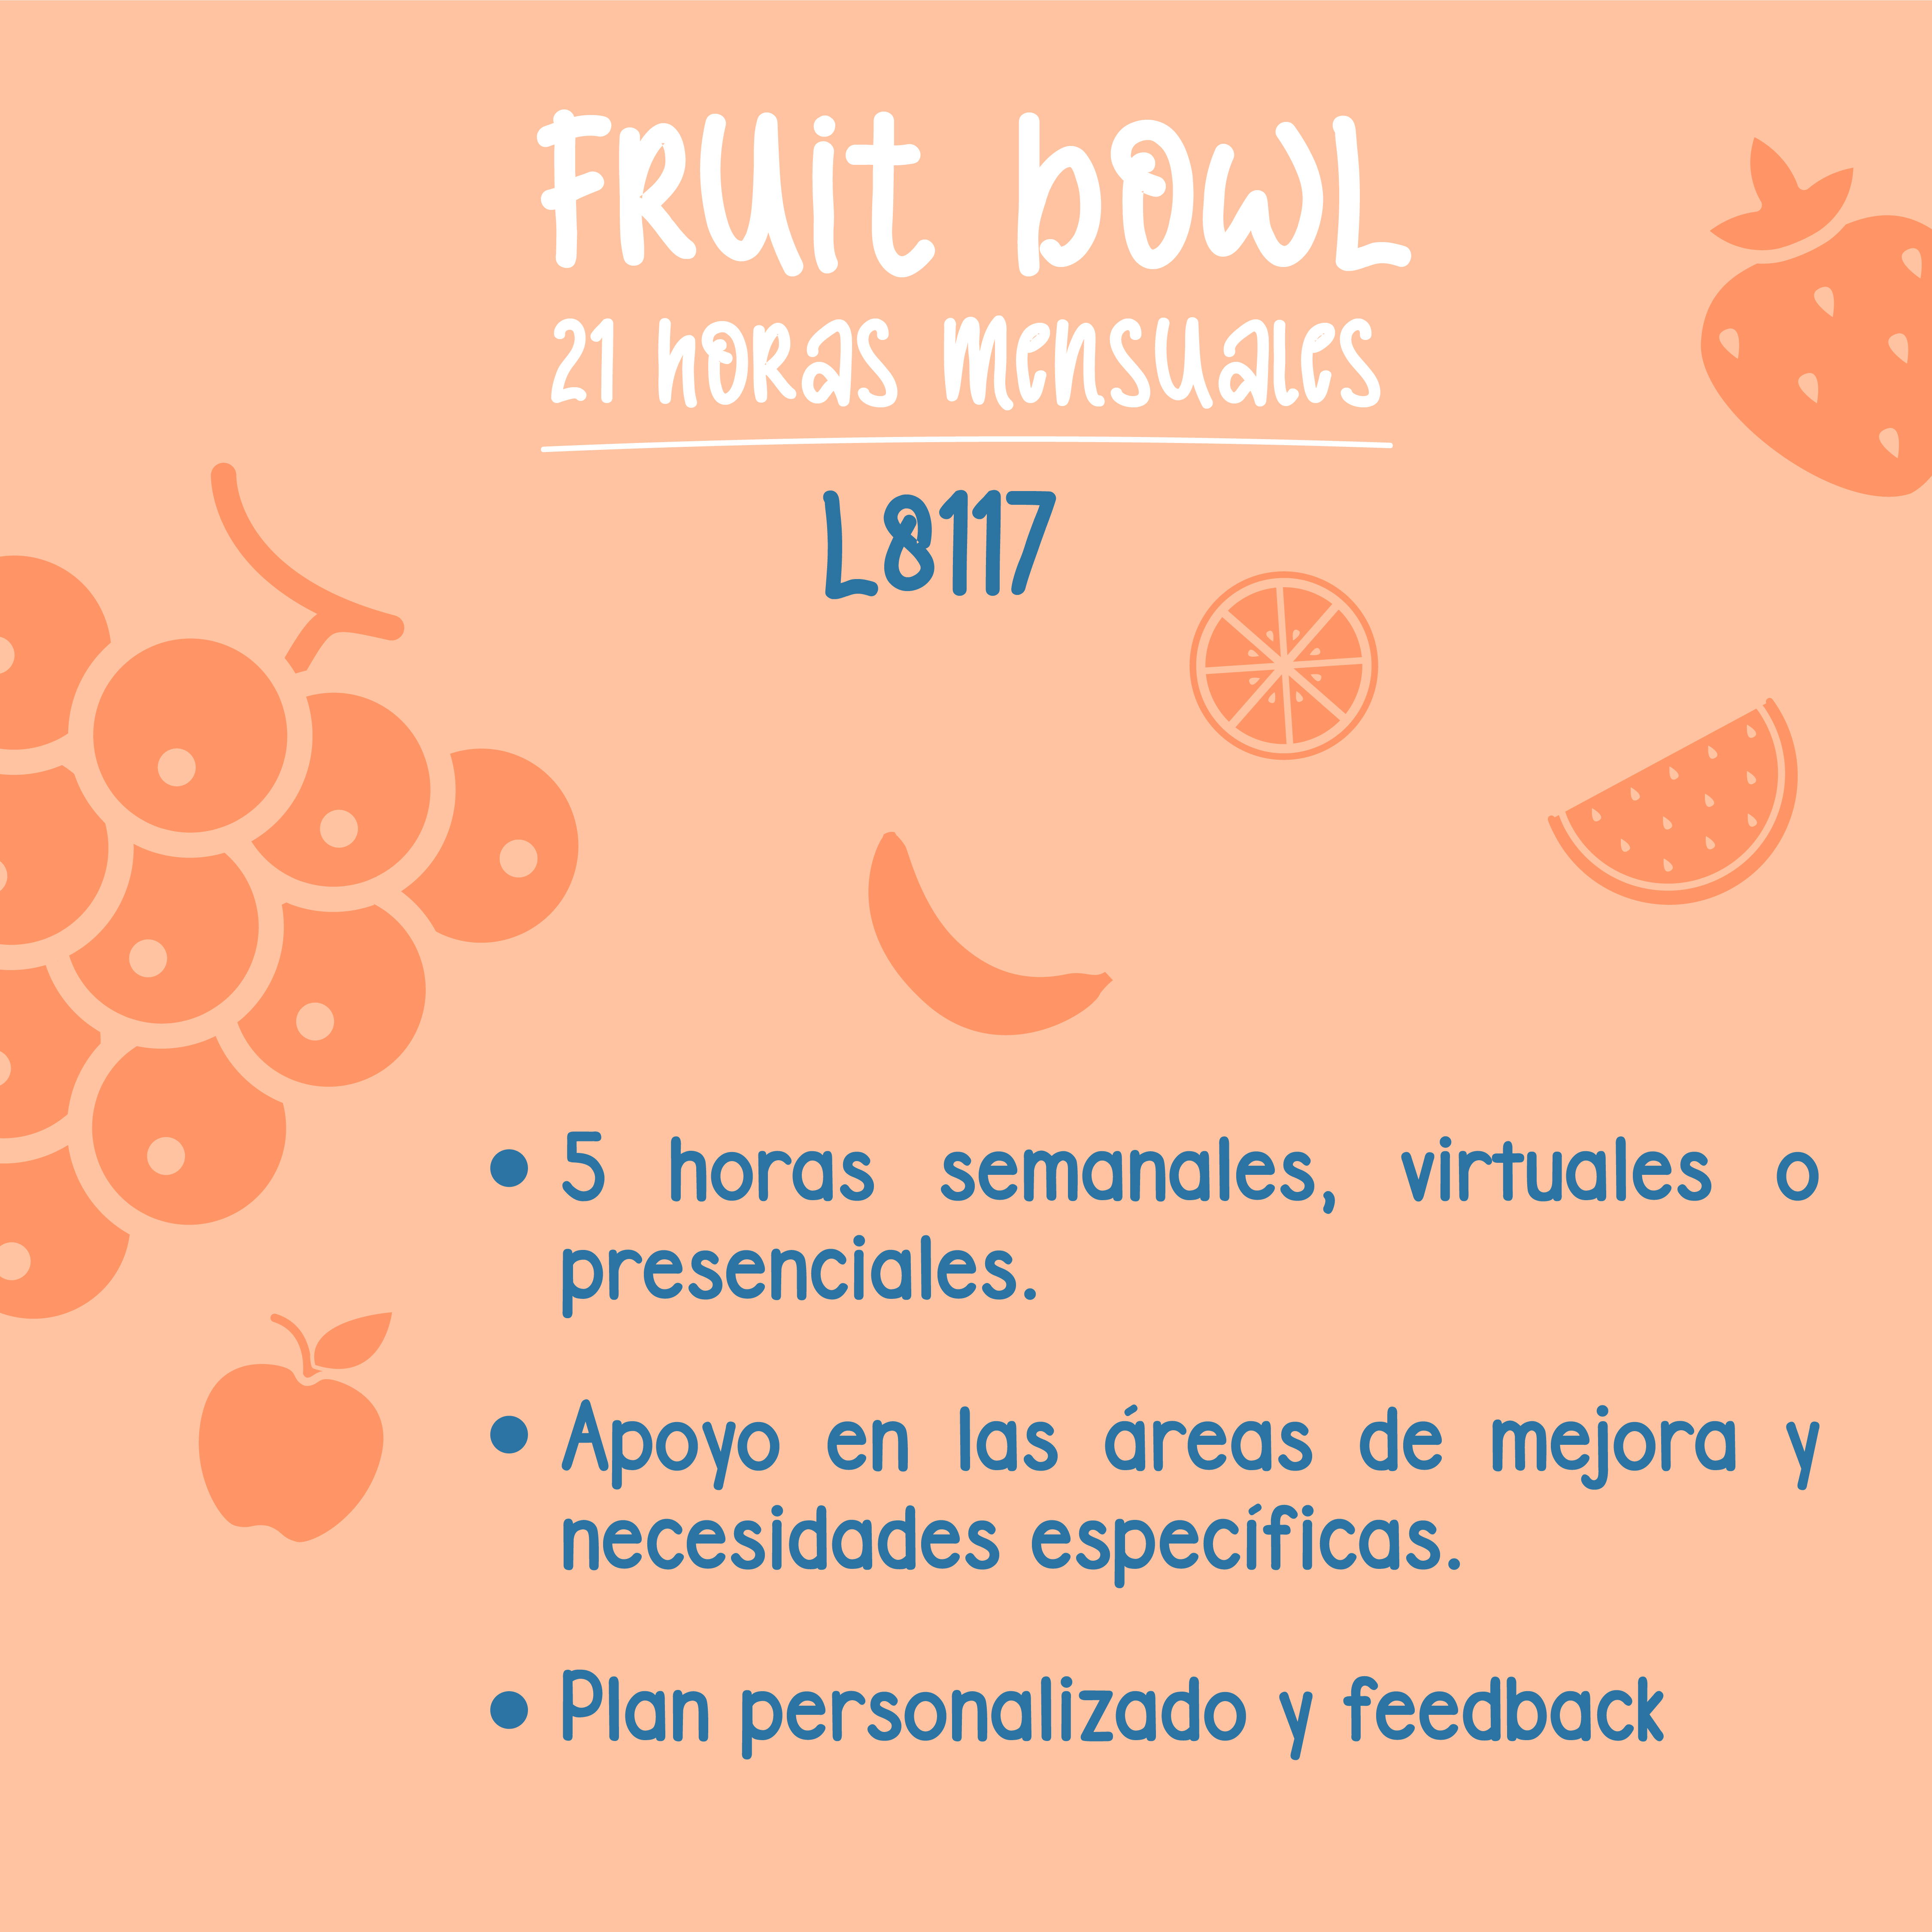 FRUit bOWL
21 hORas mensuales
L8117
• 5 horas semanales, virtuales o
presenciales.
• Apoyo en las áreas de mejora y
necesidades específicas.
• Plan personalizado y feedback